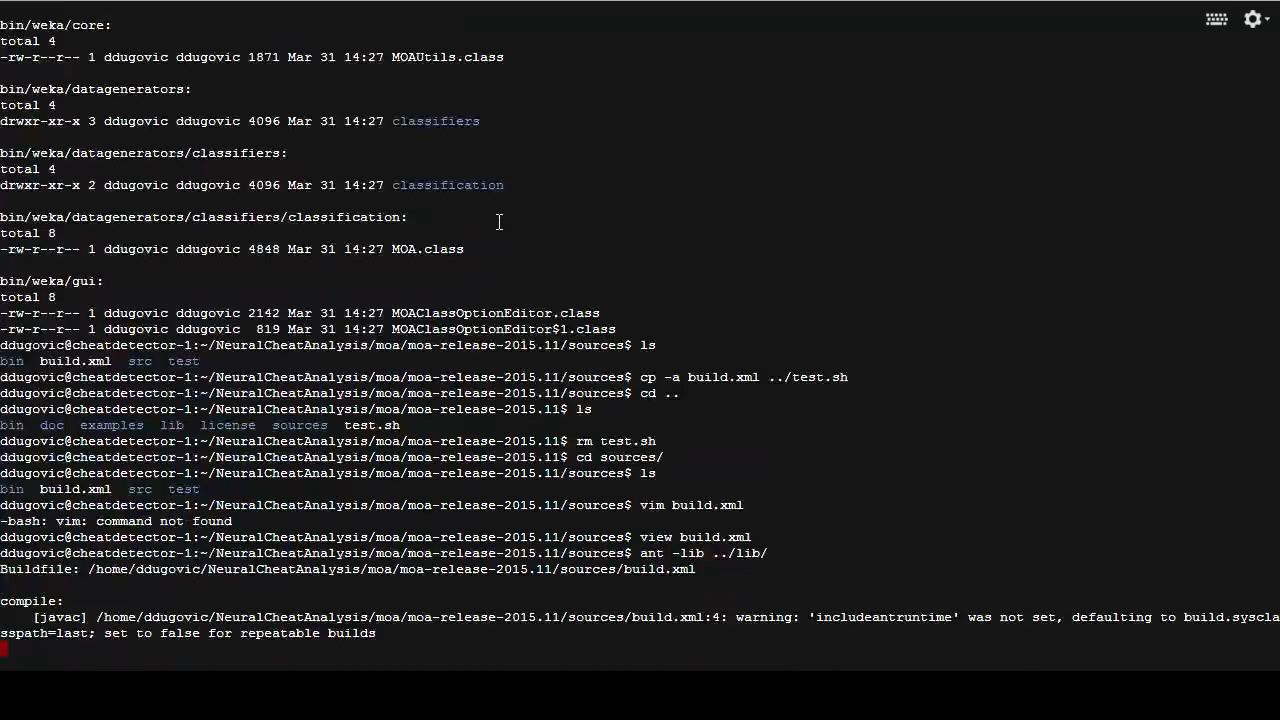 bin/weka/core:
total 4
-rw-r--r-- 1 ddugovic ddugovic 1871 Mar 31 14:27 MOAUtils.class
bin/weka/datagenerators:
total 4
drwxr-xr-x 3 ddugovic ddugovic 4096 Mar 31 14:27 classifiers
bin/weka/datagenerators/classifiers:
total 4
drwxr-xr-x 2 ddugovic ddugovic 4096 Mar 31 14:27 classification
bin/weka/datagenerators/classifiers/classification:
total 8
-rw-r--r-- 1 ddugovic ddugovic 4848 Mar 31 14:27 MOA.class
bin/weka/gui:
total 8
-rw-r--r-- 1 ddugovic ddugovic 2142 Mar 31 14:27 MOAClassOptionEditor.class
-rw-r--r-- 1 ddugovic ddugovic  819 Mar 31 14:27 MOAClassOptionEditor$1.class
ddugovic@cheatdetector-1:~/NeuralCheatAnalysis/moa/moa-release-2015.11/sources$ ls
bin  build.xml  src  test
ddugovic@cheatdetector-1:~/NeuralCheatAnalysis/moa/moa-release-2015.11/sources$ cp -a build.xml ../test.sh
ddugovic@cheatdetector-1:~/NeuralCheatAnalysis/moa/moa-release-2015.11/sources$ cd ..
ddugovic@cheatdetector-1:~/NeuralCheatAnalysis/moa/moa-release-2015.11$ ls
bin  doc  examples  lib  license  sources  test.sh
ddugovic@cheatdetector-1:~/NeuralCheatAnalysis/moa/moa-release-2015.11$ rm test.sh
ddugovic@cheatdetector-1:~/NeuralCheatAnalysis/moa/moa-release-2015.11$ cd sources/
ddugovic@cheatdetector-1:~/NeuralCheatAnalysis/moa/moa-release-2015.11/sources$ ls
bin  build.xml  src  test
ddugovic@cheatdetector-1:~/NeuralCheatAnalysis/moa/moa-release-2015.11/sources$ vim build.xml
-bash: vim: command not found
ddugovic@cheatdetector-1:~/NeuralCheatAnalysis/moa/moa-release-2015.11/sources$ view build.xml
ddugovic@cheatdetector-1:~/NeuralCheatAnalysis/moa/moa-release-2015.11/sources$ ant -lib ../lib/
Buildfile: /home/ddugovic/NeuralCheatAnalysis/moa/moa-release-2015.11/sources/build.xml
compile:
    [javac] /home/ddugovic/NeuralCheatAnalysis/moa/moa-release-2015.11/sources/build.xml:4: warning: 'includeantruntime' was not set, defaulting to build.syscla
sspath=last; set to false for repeatable builds